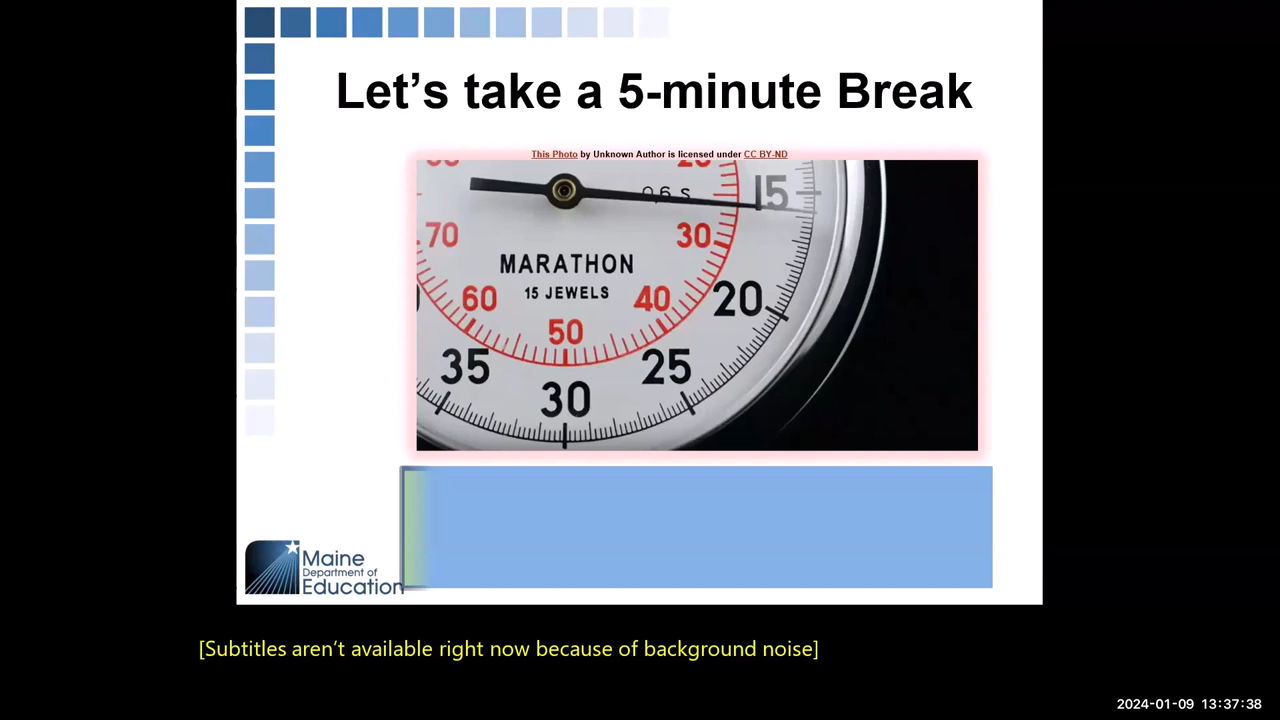 Let's take a 5-minute Break
This Photo by Unknown Author is licensed under CC BY-ND
15
70
30
MARATHON
15 JEWELS
60
40
20
50
35
25
30
Maine
Department of
Education
[Subtitles aren't available right now because of background noise]
2024-01-09 13:37:38